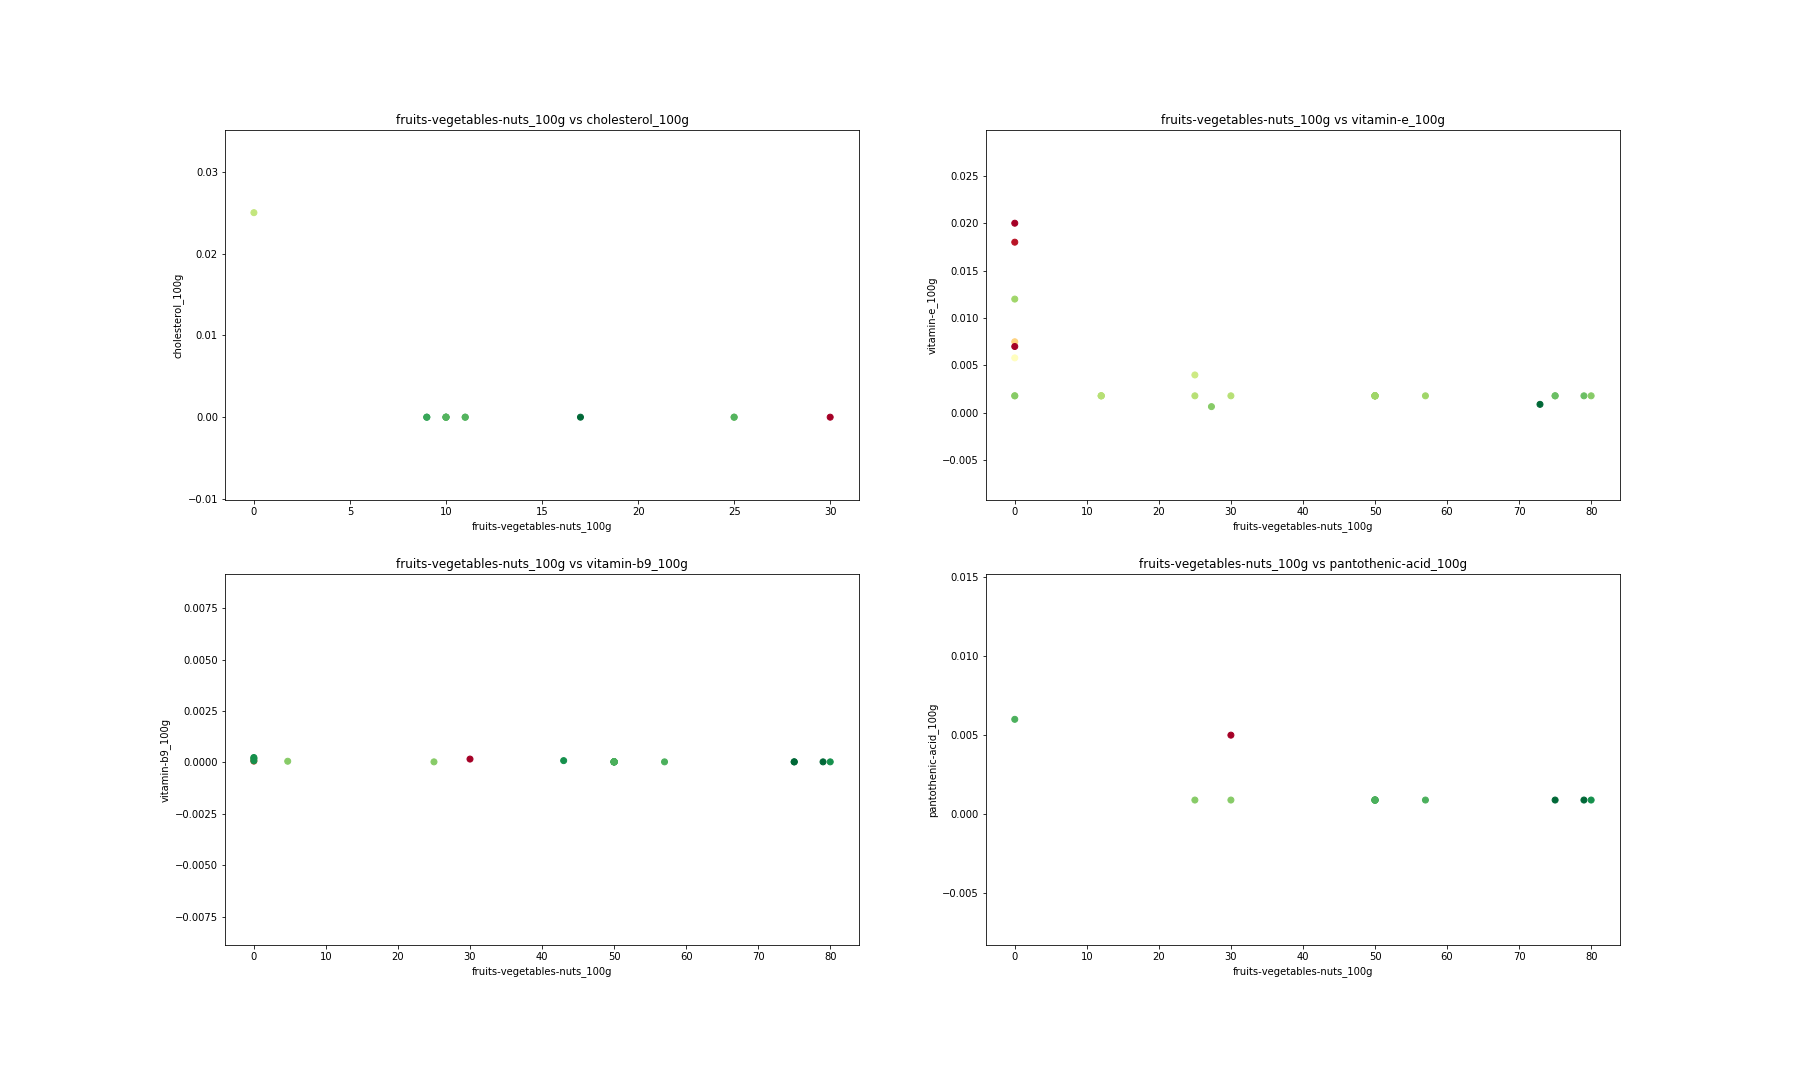 fruits-vegetables-nuts_100g vs cholesterol_100g
0.03
0.02
0.01
0.00
−0.01
cholesterol_100g
0 5 10 15 20 25 30
fruits-vegetables-nuts_100g
fruits-vegetables-nuts_100g vs vitamin-e_100g
0.025
0.020
0.015
0.010
0.005
0.000
−0.005
vitamin-e_100g
0 10 20 30 40 50 60 70 80
fruits-vegetables-nuts_100g
fruits-vegetables-nuts_100g vs vitamin-b9_100g
0.0075
0.0050
0.0025
0.0000
−0.0025
−0.0050
−0.0075
vitamin-b9_100g
0 10 20 30 40 50 60 70 80
fruits-vegetables-nuts_100g
fruits-vegetables-nuts_100g vs pantothenic-acid_100g
0.015
0.010
0.005
0.000
−0.005
pantothenic-acid_100g
0 10 20 30 40 50 60 70 80
fruits-vegetables-nuts_100g